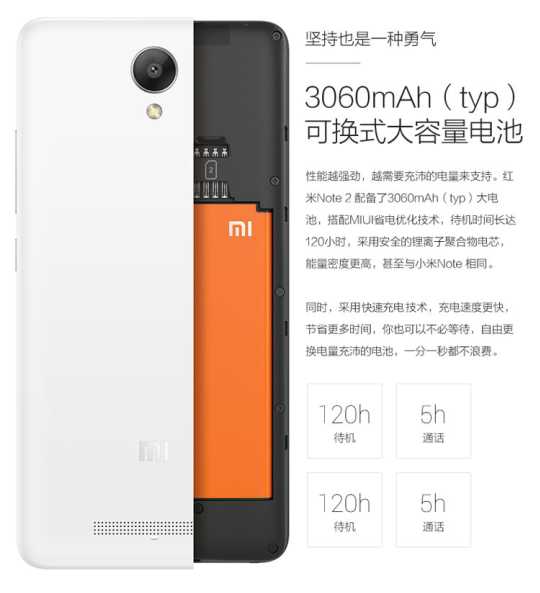 坚持也是一种勇气
3060mAh（typ）
可换式大容量电池
性能越强劲，越需要充沛的电量来支持。红
米Note 2 配备了3060mAh（typ）大电
池，搭配MIUI省电优化技术，待机时间长达
120小时，采用安全的锂离子聚合物电芯，
能量密度更高，甚至与小米Note 相同。
同时，采用快速充电技术，充电速度更快，
节省更多时间，你也可以不必等待，自由更
换电量充沛的电池，一分一秒都不浪费。
120h
待机
5h
通话
120h
待机
5h
通话
mi
mi